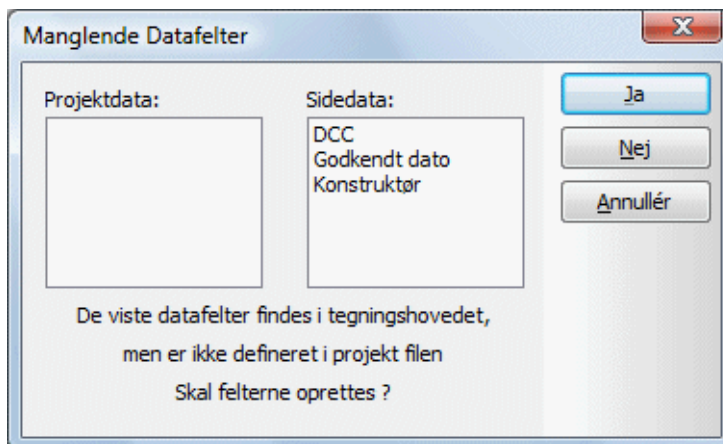 Manglende Datafelter
Projektdata:
Sidedata:
DCC
Godkendt dato
Konstruktør
Ja
Nej
Annullér
De viste datafelter findes i tegningshovedet,
men er ikke defineret i projekt filen
Skal felterne oprettes ?